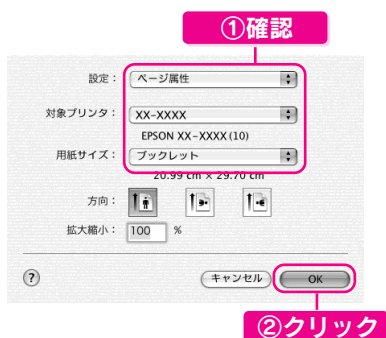 ①確認
設定： ページ属性
対象プリンタ： XX-XXXX
EPSON XX-XXXX (10)
用紙サイズ： ブックレット
20.99 cm × 29.70 cm
方向：
拡大縮小： 100 %
? キャンセル OK
②クリック